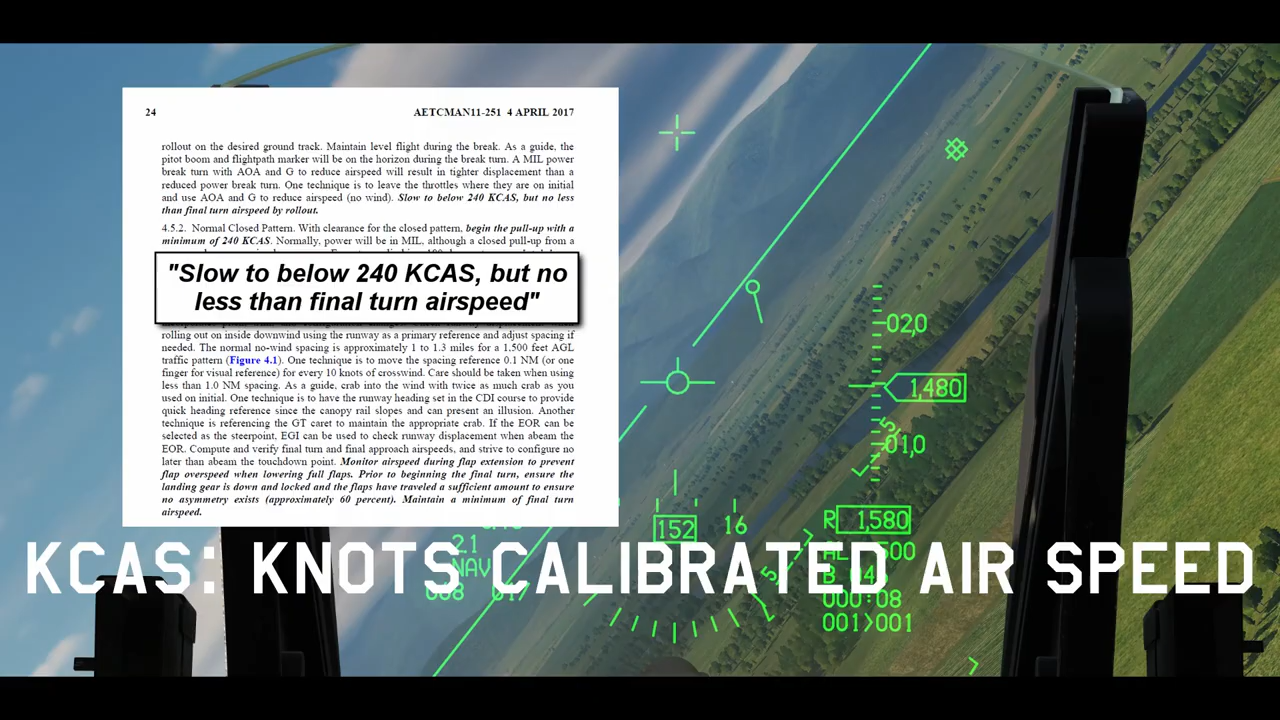 24 AETCMAN11-251 4 APRIL 2017
rollout on the desired ground track. Maintain level flight during the break. As a guide, the
pitot boom and flightpath marker will be on the horizon during the break turn. A MIL power
break turn with AOA and G to reduce airspeed will result in tighter displacement than a
reduced power break turn. One technique is to leave the throttles where they are on initial
and use AOA and G to reduce airspeed (no wind). Slow to below 240 KCAS, but no less
than final turn airspeed by rollout.
4.5.2. Normal Closed Pattern. With clearance for the closed pattern, begin the pull-up with a
minimum of 240 KCAS. Normally, power will be in MIL, although a closed pull-up from a
"Slow to below 240 KCAS, but no
less than final turn airspeed"
rolling out on inside downwind using the runway as a primary reference and adjust spacing if
needed. The normal no-wind spacing is approximately 1 to 1.3 miles for a 1,500 feet AGL
traffic pattern (Figure 4.1). One technique is to move the spacing reference 0.1 NM (or one
finger for visual reference) for every 10 knots of crosswind. Care should be taken when using
less than 1.0 NM spacing. As a guide, crab into the wind with twice as much crab as you
used on initial. One technique is to have the runway heading set in the CDI course to provide
quick heading reference since the canopy rail slopes and can present an illusion. Another
technique is referencing the GT caret to maintain the appropriate crab. If the EOR can be
selected as the steerpoint, EGI can be used to check runway displacement when abeam the
EOR. Compute and verify final turn and final approach airspeeds, and strive to configure no
later than abeam the touchdown point. Monitor airspeed during flap extension to prevent
flap overspeed when lowering full flaps. Prior to beginning the final turn, ensure the
landing gear is down and locked and the flaps have traveled a sufficient amount to ensure
no asymmetry exists (approximately 60 percent). Maintain a minimum of final turn
airspeed.
02,0
1,480
01,0
152 16
R 1,580
2.1
NAV
000:08
001>001
KCAS: KNOTS CALIBRATED AIR SPEED